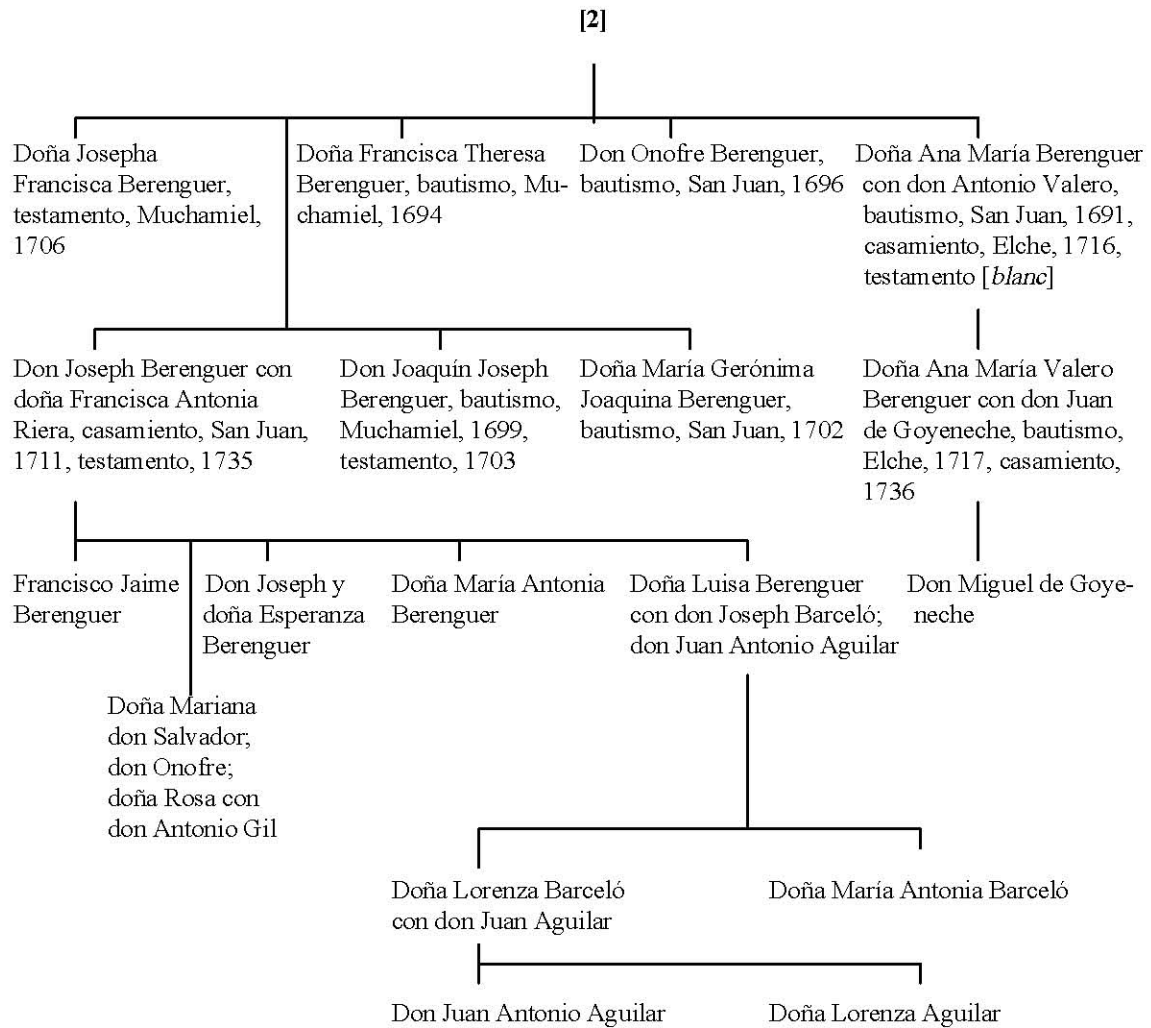 [2]
Doña Josepha
Francisca Berenguer,
testamento, Muchamiel,
1706
Doña Francisca Theresa
Berenguer, bautismo, Mu-
chamiel, 1694
Don Onofre Berenguer,
bautismo, San Juan, 1696
Doña Ana María Berenguer
con don Antonio Valero,
bautismo, San Juan, 1691,
casamiento, Elche, 1716,
testamento [blanc]
Don Joseph Berenguer con
doña Francisca Antonia
Riera, casamiento, San Juan,
1711, testamento, 1735
Don Joaquín Joseph
Berenguer, bautismo,
Muchamiel, 1699,
testamento, 1703
Doña María Gerónima
Joaquina Berenguer,
bautismo, San Juan, 1702
Doña Ana María Valero
Berenguer con don Juan
de Goyeneche, bautismo,
Elche, 1717, casamiento,
1736
Francisco Jaime
Berenguer
Don Joseph y
doña Esperanza
Berenguer
Doña María Antonia
Berenguer
Doña Luisa Berenguer
con don Joseph Barceló;
don Juan Antonio Aguilar
Don Miguel de Goye-
neche
Doña Mariana
don Salvador;
don Onofre;
doña Rosa con
don Antonio Gil
Doña Lorenza Barceló
con don Juan Aguilar
Doña María Antonia Barceló
Don Juan Antonio Aguilar
Doña Lorenza Aguilar